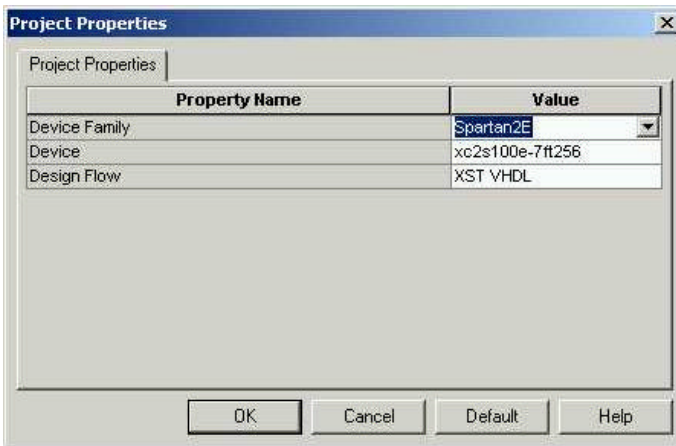 Project Properties
Project Properties
Property Name Value
Device Family Spartan2E
Device xc2s100e-7ft256
Design Flow XST VHDL
OK Cancel Default Help